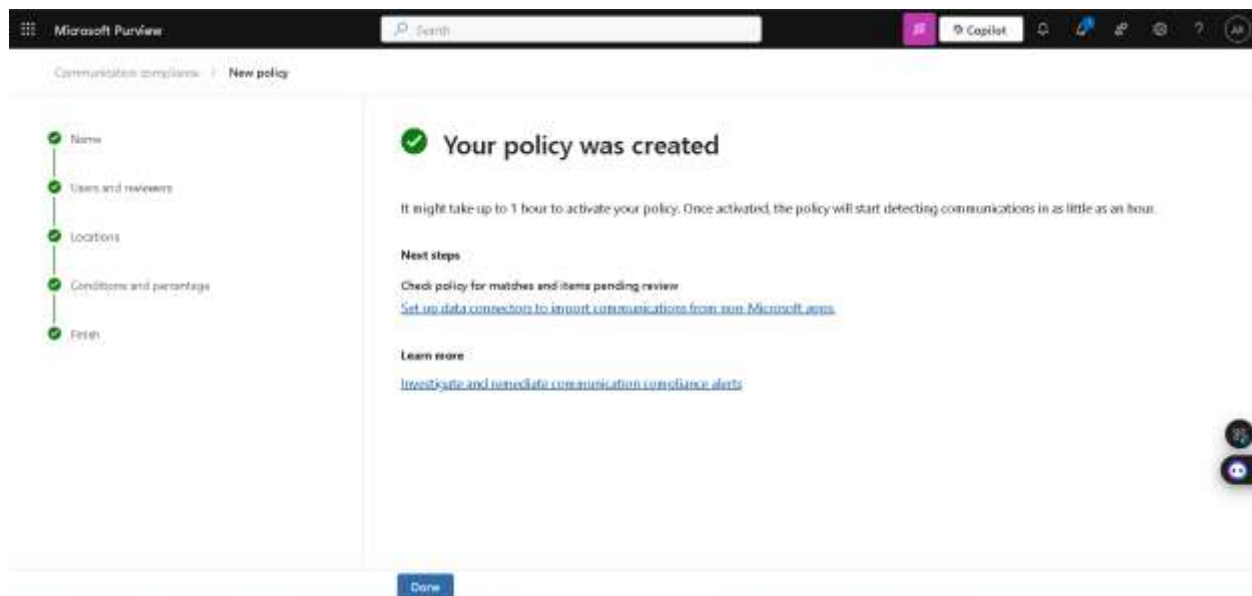 Microsoft Purview
Search
Copilot
?
AR
Communication compliance > New policy
Name
Users and reviewers
Locations
Conditions and percentage
Finish
Your policy was created
It might take up to 1 hour to activate your policy. Once activated, the policy will start detecting communications in as little as an hour.
Next steps
Check policy for matches and items pending review
Set up data connectors to import communications from non-Microsoft apps.
Learn more
Investigate and remediate communication compliance alerts
Done